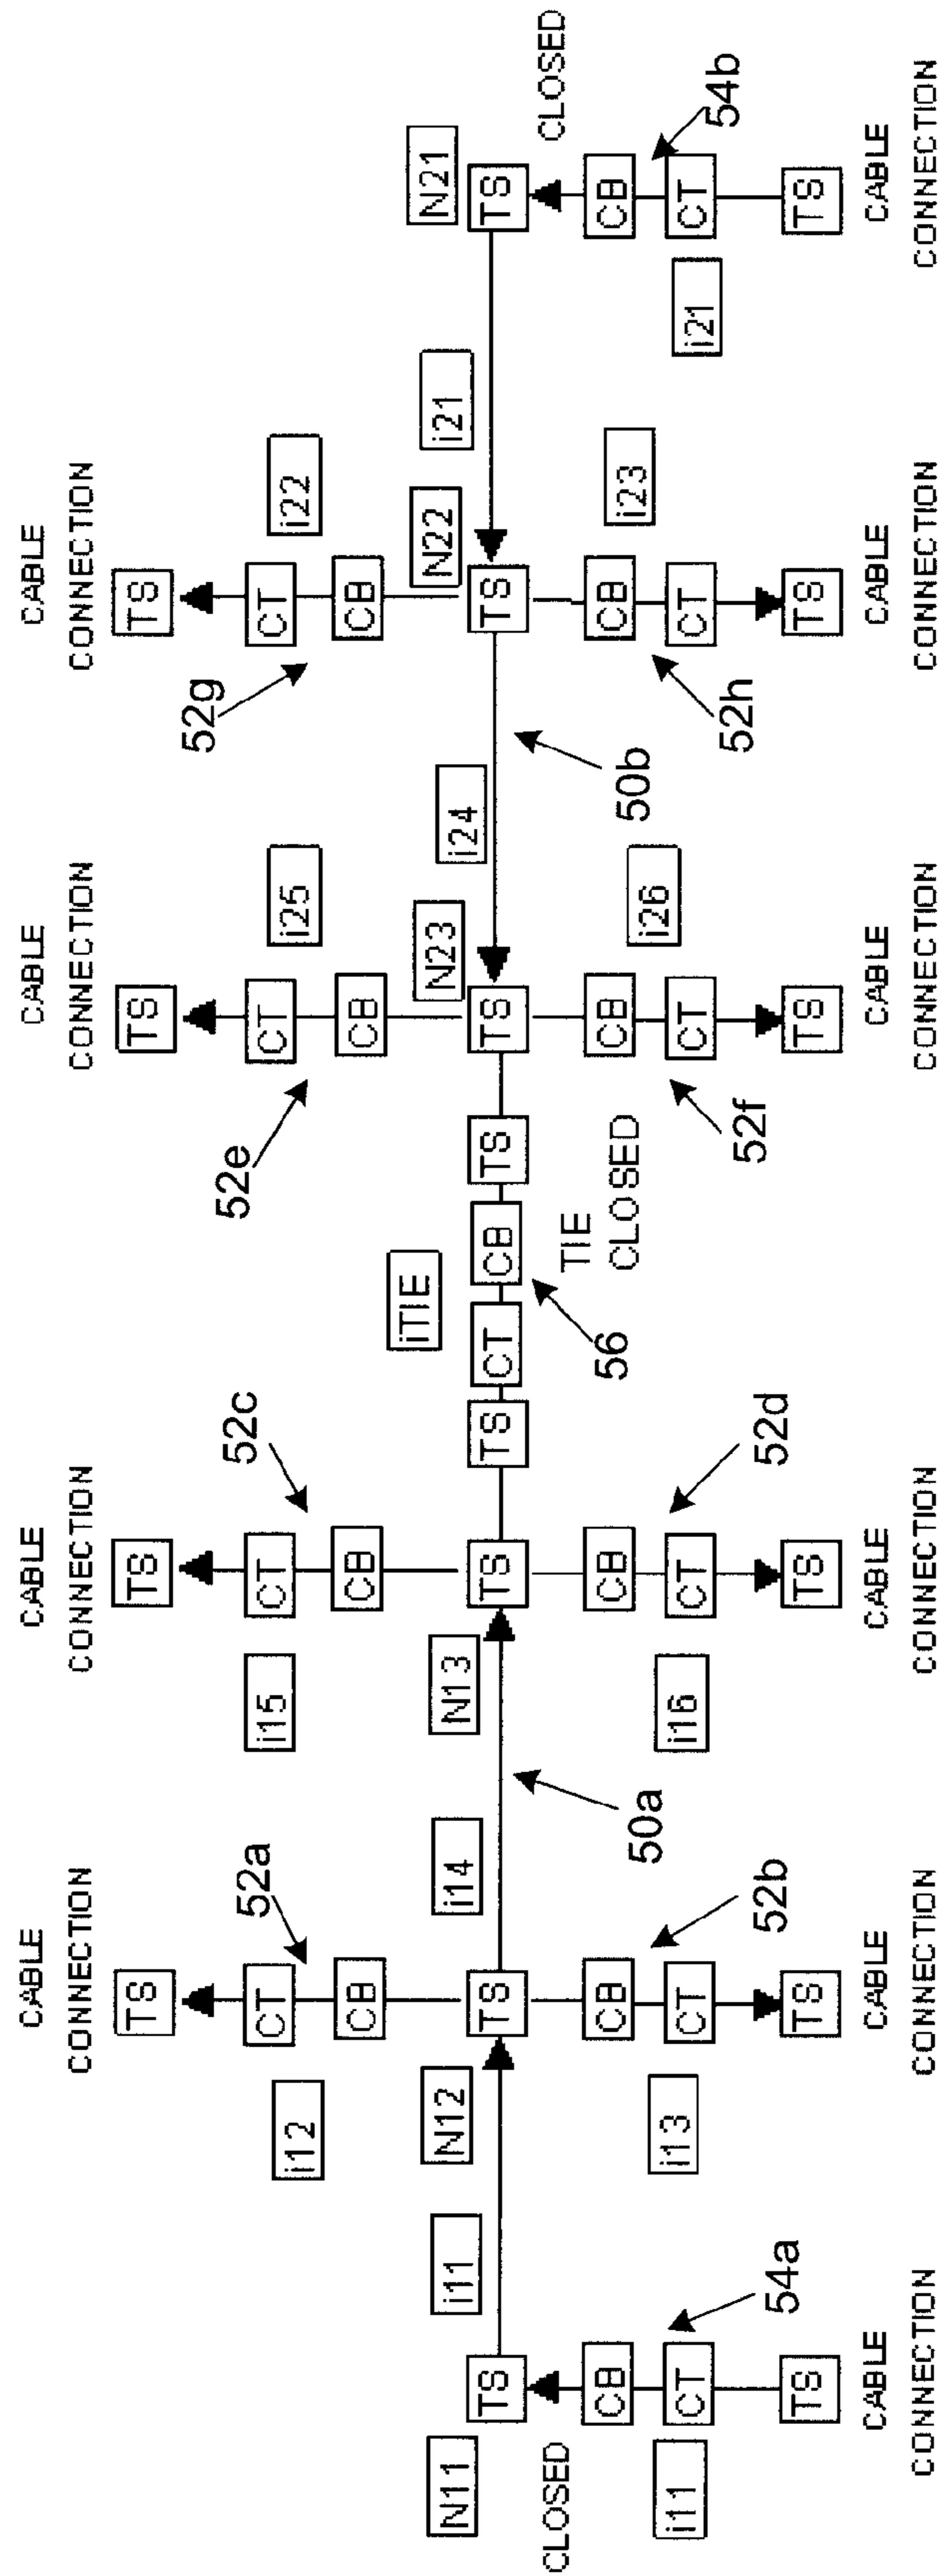 CABLE CONNECTION
CABLE CONNECTION
CABLE CONNECTION
CABLE CONNECTION
TS TS TS TS
52a 52c 52e 52g
i12 CT i15 CT CT i25 CT i22
CB CB CB CB
iTIE
N11 i11 N12 i14 N13 N23 i24 N22 i21 N21
TS TS TS TS CT CB TS TS TS TS
CLOSED
CLOSED
TIE
CLOSED
56
50a
50b
CB CB CB CB CB CB
i11 CT CT i13 i16 CT CT i26 CT i23 i21 CT
54a 52b 52d 52f 52h 54b
TS TS TS TS TS TS
CABLE CONNECTION
CABLE CONNECTION
CABLE CONNECTION
CABLE CONNECTION
CABLE CONNECTION
CABLE CONNECTION